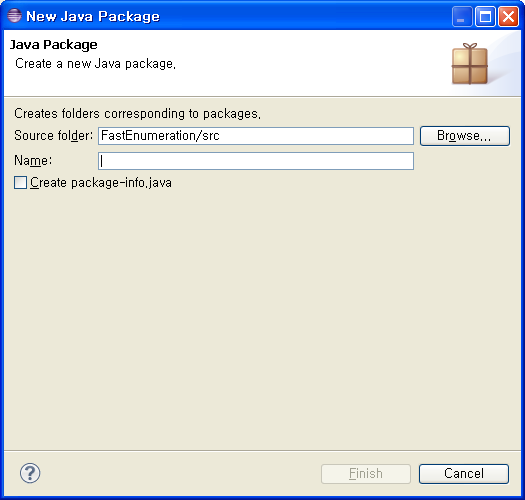 New Java Package
Java Package
Create a new Java package.
Creates folders corresponding to packages.
Source folder: FastEnumeration/src Browse...
Name:
Create package-info.java
? Finish Cancel